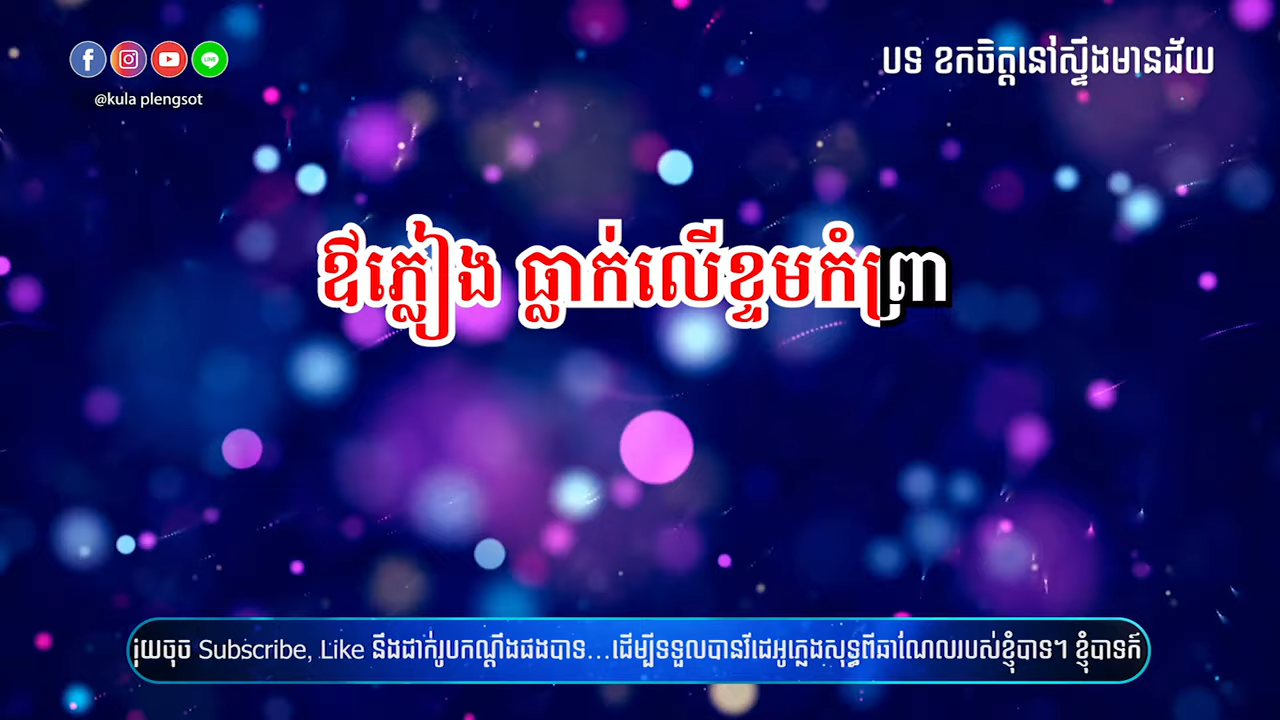 បទ ខកចិត្តនៅស្ទឹងមានជ័យ
@kula plengsot
ឱភ្លៀង ធ្លាក់លើខ្ទមកំព្រា
រួយចុច Subscribe, Like នឹងដាក់រូបកណ្ដឹងផងបាទ...ដើម្បីទទួលបានវីដេអូភ្លេងសុទ្ធពីឆាណែលរបស់ខ្ញុំបាទៗ ខ្ញុំបាទក៍